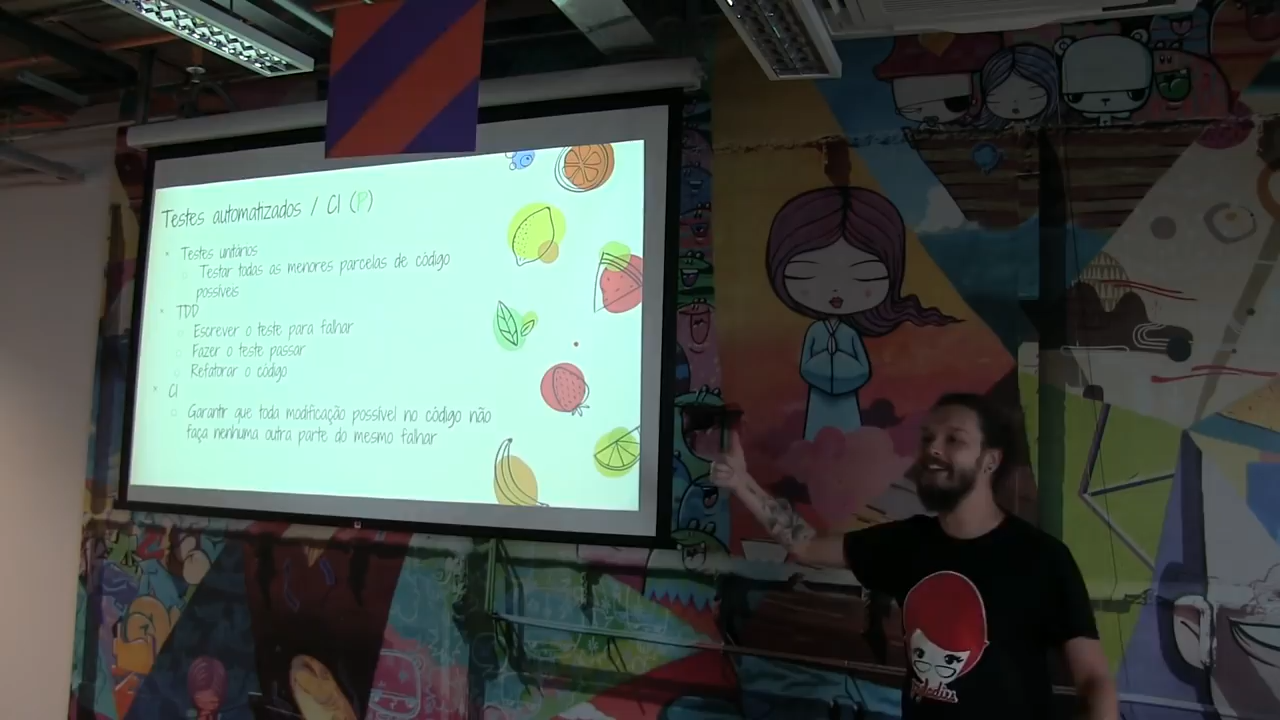 Testes automatizados / CI (P)
Testes unitários
Testar todas as menores parcelas de código
possíveis
TDD
Escrever o teste para falhar
Fazer o teste passar
Refatorar o código
CI
Garantir que toda modificação possível no código não
faça nenhuma outra parte do mesmo falhar